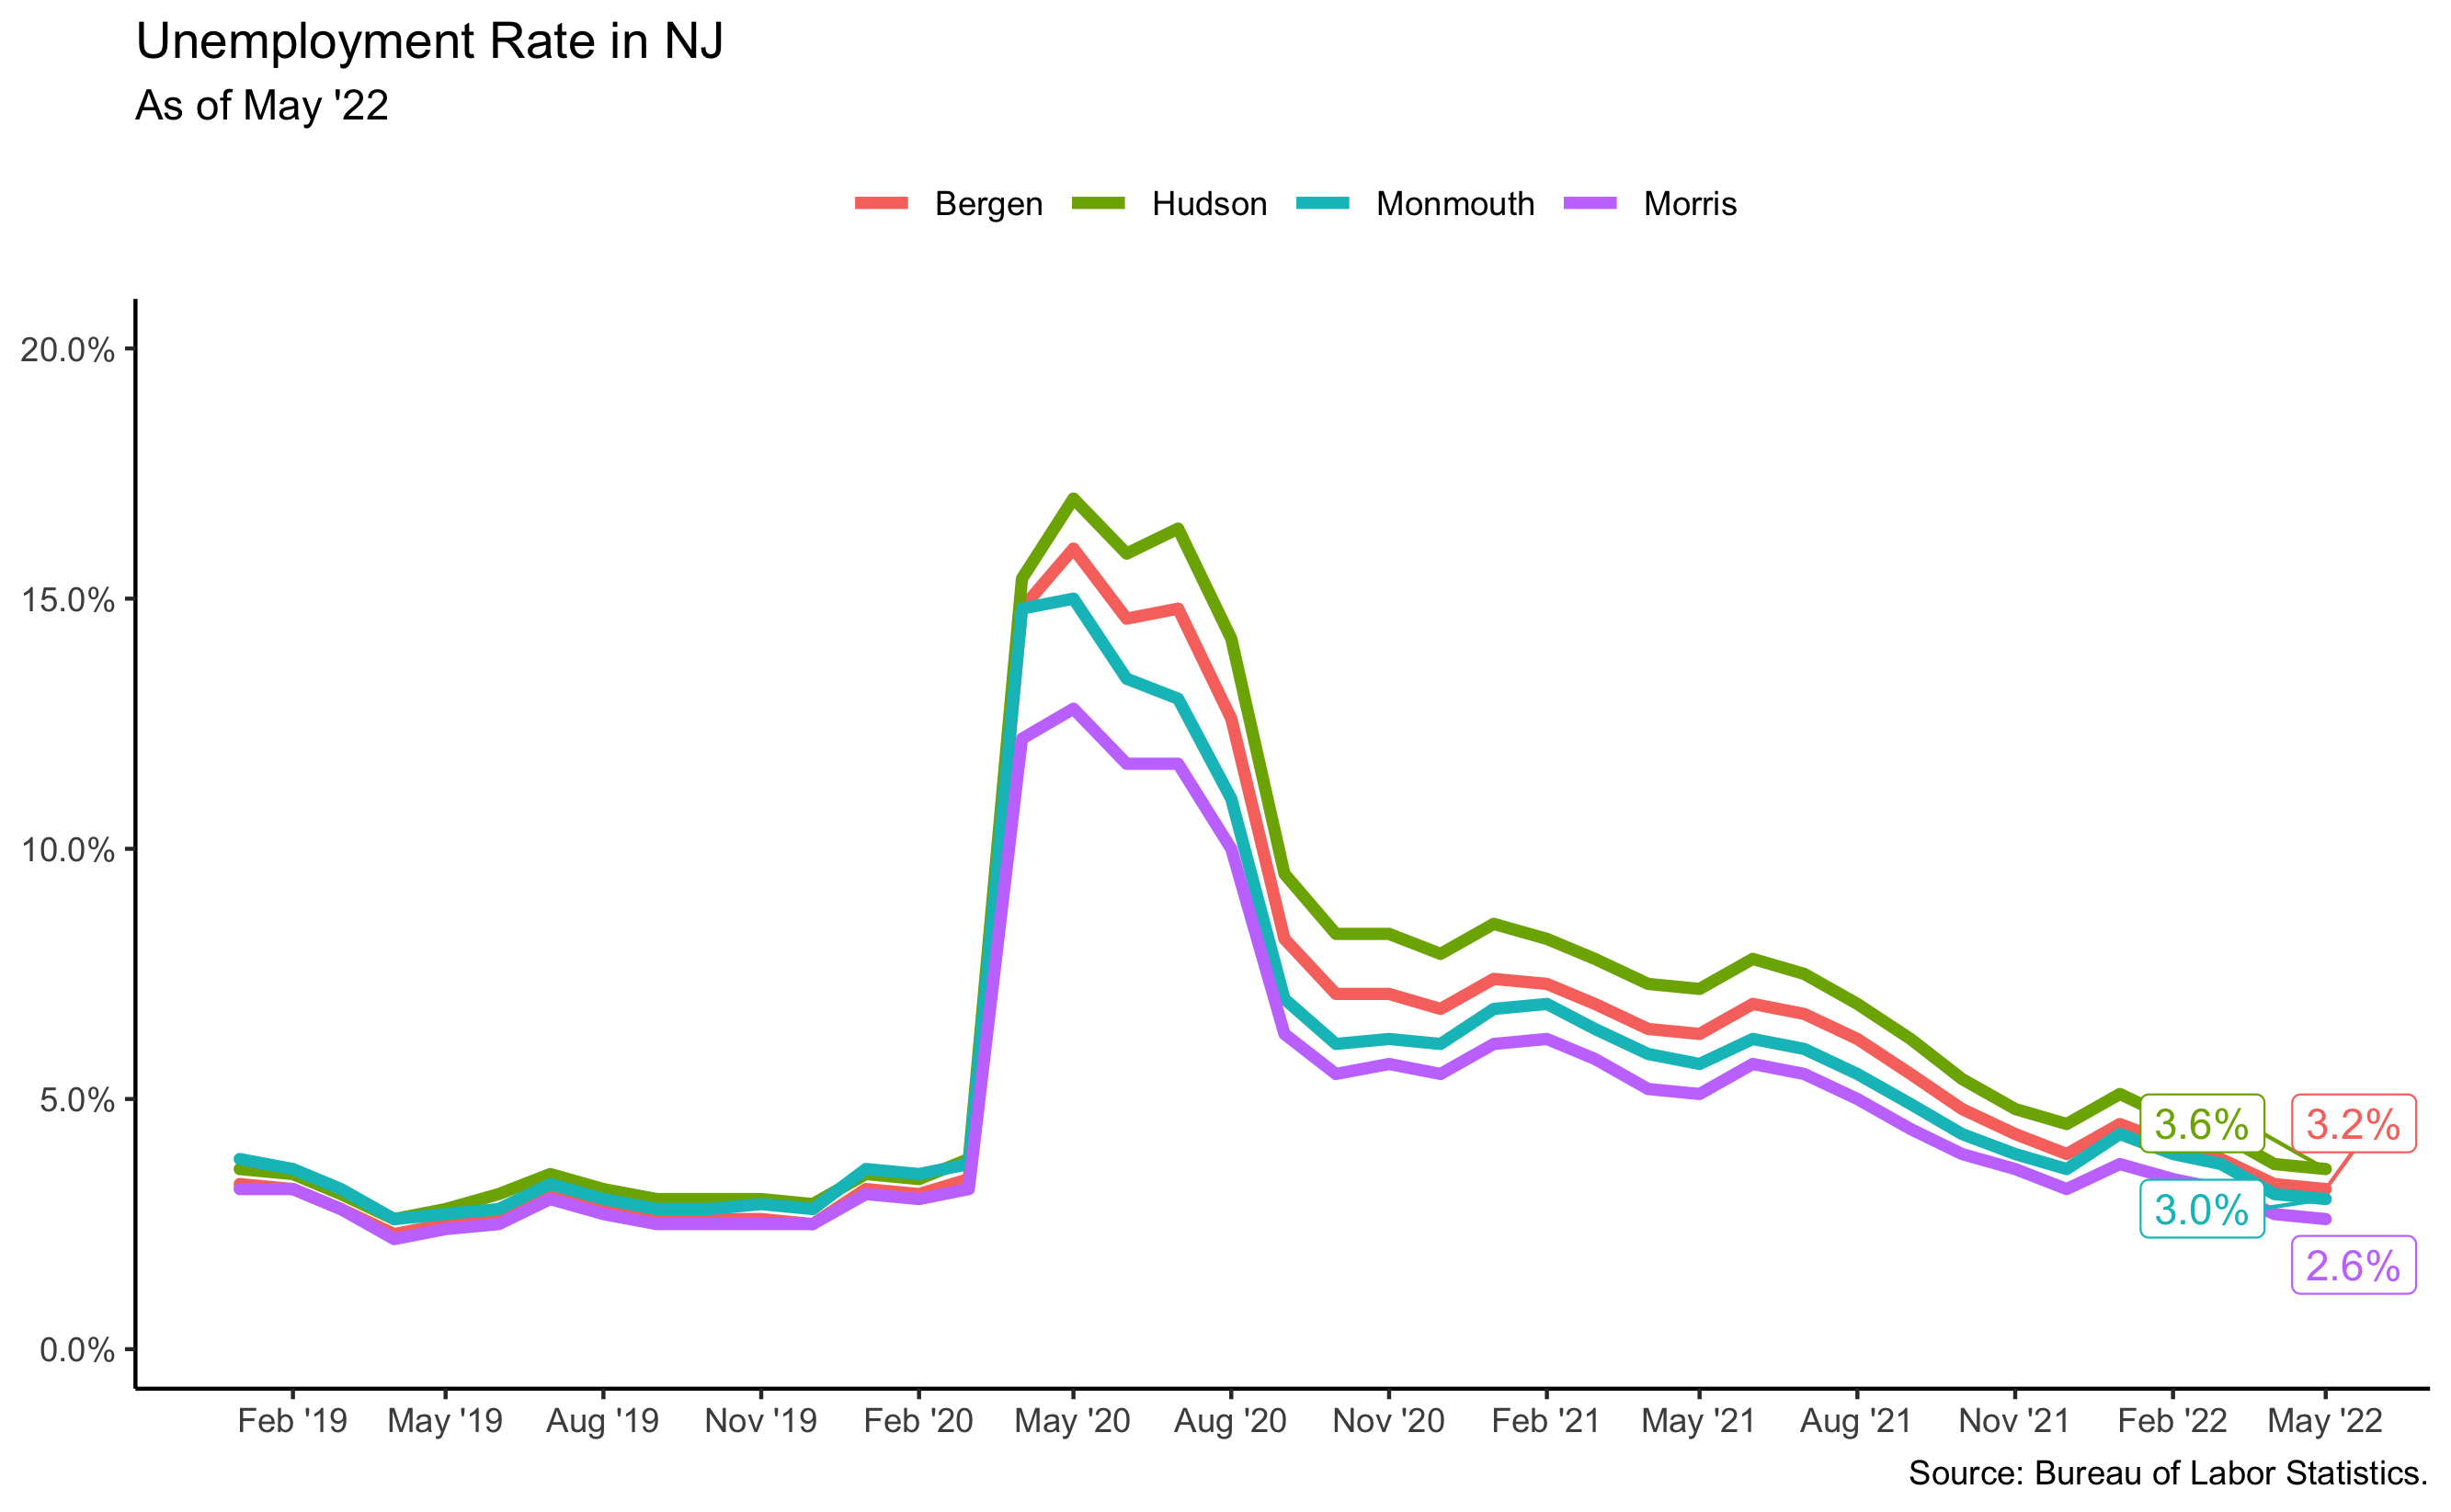 Unemployment Rate in NJ
As of May '22
Bergen Hudson Monmouth Morris
20.0%
15.0%
10.0%
5.0%
0.0%
3.6% 3.2%
3.0%
2.6%
Feb '19 May '19 Aug '19 Nov '19 Feb '20 May '20 Aug '20 Nov '20 Feb '21 May '21 Aug '21 Nov '21 Feb '22 May '22
Source: Bureau of Labor Statistics.